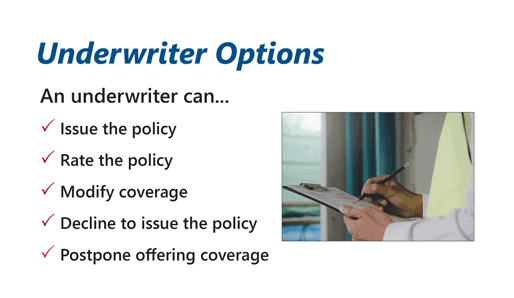 Underwriter Options
An underwriter can...
✓ Issue the policy
✓ Rate the policy
✓ Modify coverage
✓ Decline to issue the policy
✓ Postpone offering coverage